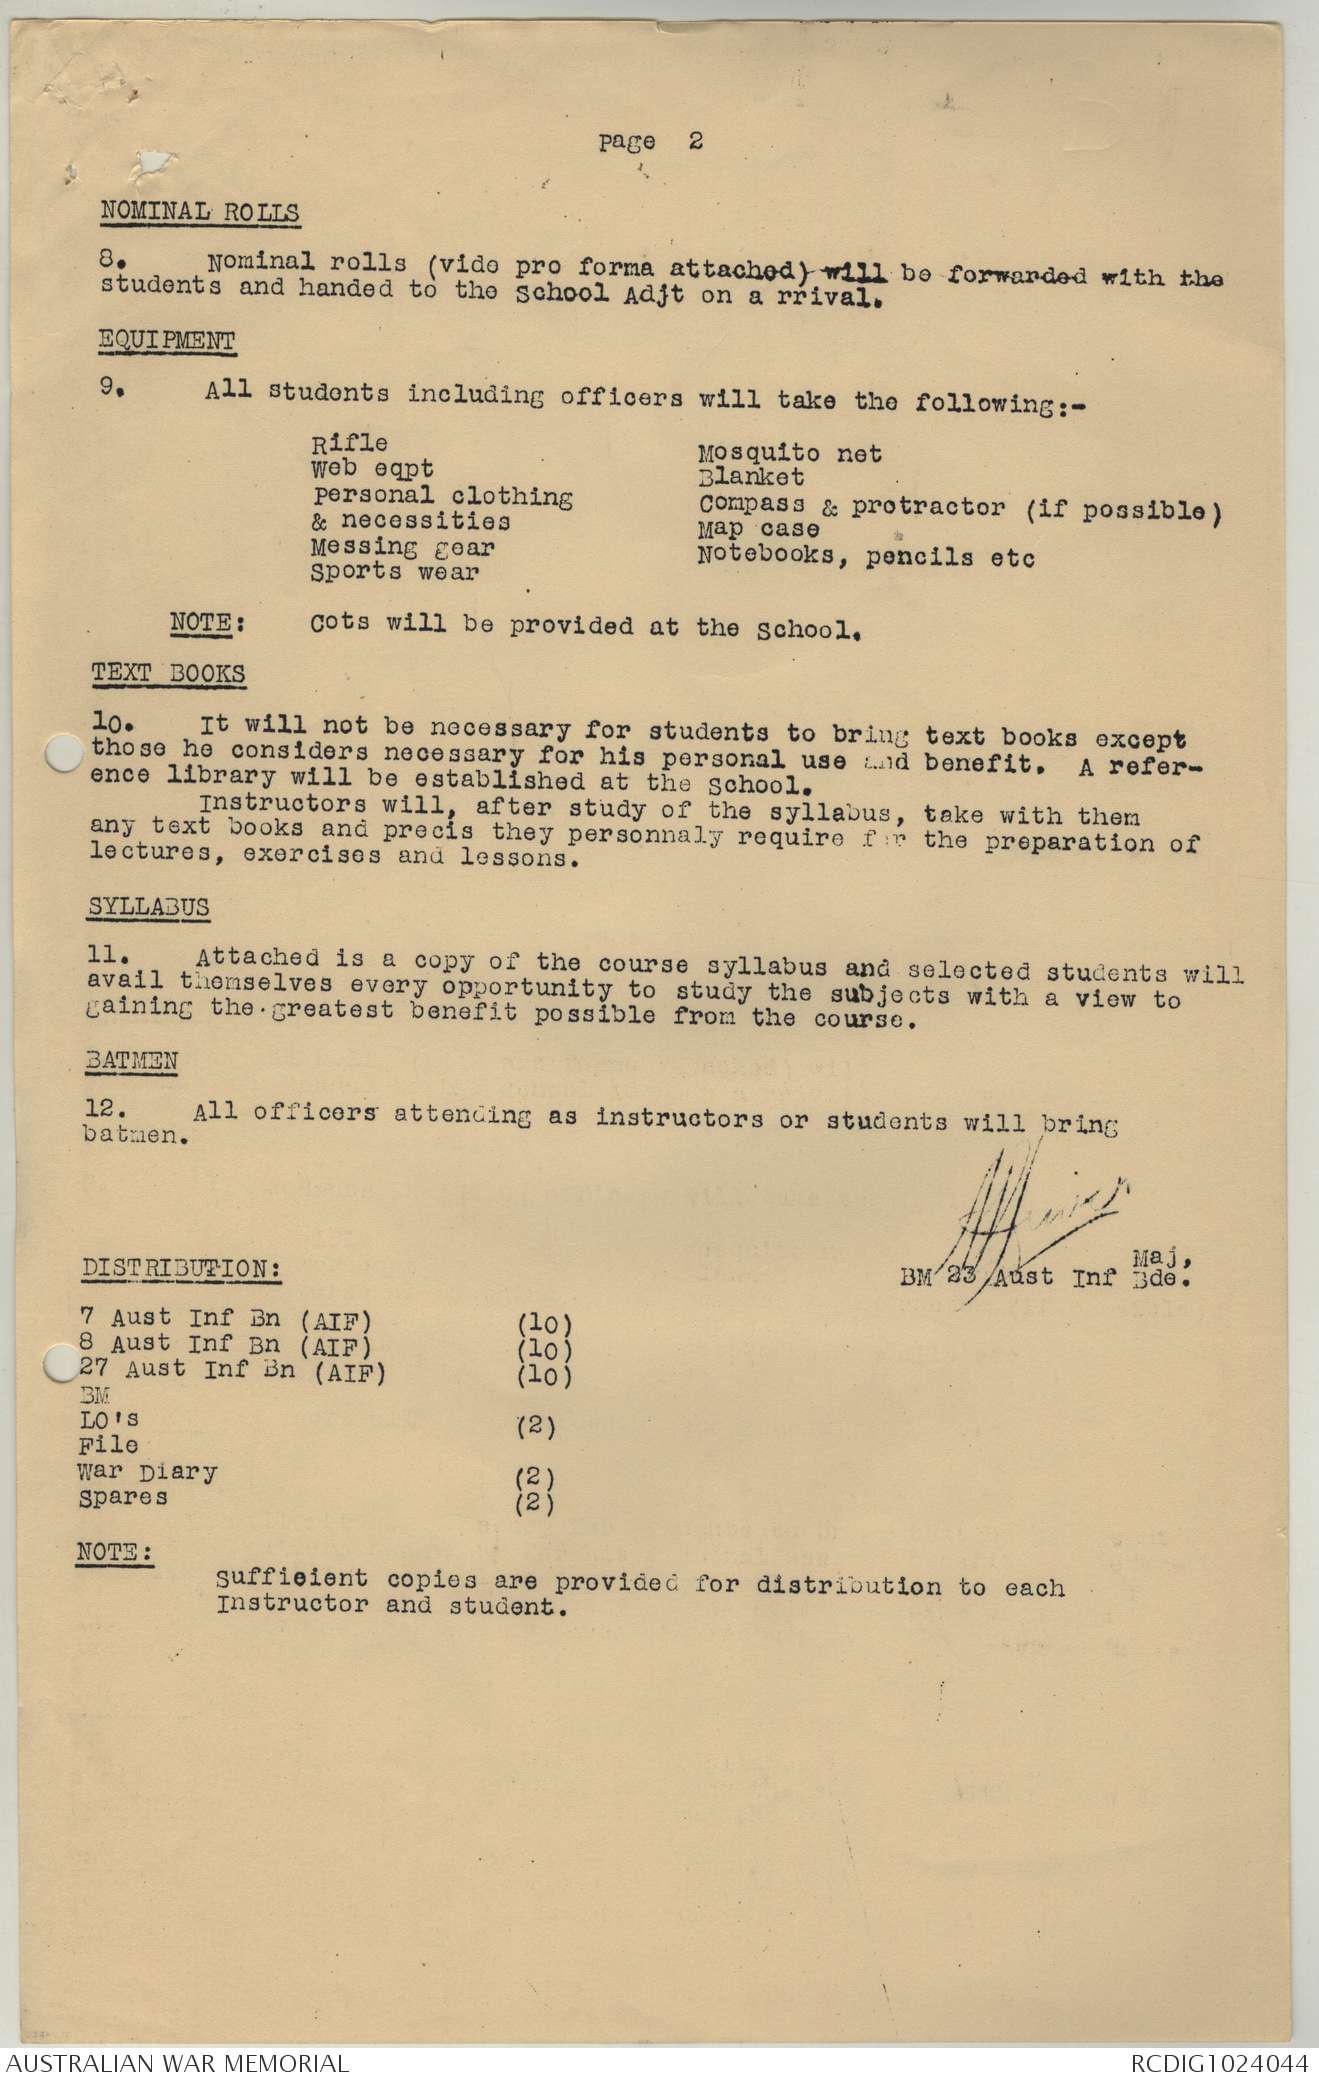 Page 2
NOMINAL ROLLS
8. Nominal rolls (vide pro forma attached) will be forwarded with the
students and handed to the School Adjt on a rrival.
EQUIPMENT
9. All students including officers will take the following:-
Rifle
Web eqpt
Personal clothing
& necessities
Messing gear
Sports wear
Mosquito net
Blanket
Compass & protractor (if possible)
Map case
Notebooks, pencils etc
NOTE: Cots will be provided at the School.
TEXT BOOKS
10. It will not be necessary for students to bring text books except
those he considers necessary for his personal use and benefit. A refer-
ence library will be established at the School.
Instructors will, after study of the syllabus, take with them
any text books and precis they personnaly require for the preparation of
lectures, exercises and lessons.
SYLLABUS
11. Attached is a copy of the course syllabus and selected students will
avail themselves every opportunity to study the subjects with a view to
gaining the greatest benefit possible from the course.
BATMEN
12. All officers attending as instructors or students will bring
batmen.
Maj,
BM 23 Aust Inf Bde.
DISTRIBUTION:
7 Aust Inf Bn (AIF) (10)
8 Aust Inf Bn (AIF) (10)
27 Aust Inf Bn (AIF) (10)
BM
LO's (2)
File
War Diary (2)
Spares (2)
NOTE:
Suffieient copies are provided for distribution to each
Instructor and student.
AUSTRALIAN WAR MEMORIAL RCDIG1024044